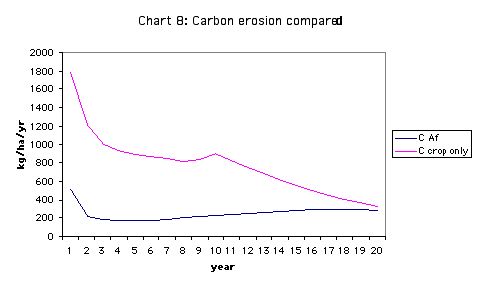 Chart 8: Carbon erosion compared
2000
1800
1600
1400
1200
1000
800
600
400
200
0
kg/ha/yr
1 2 3 4 5 6 7 8 9 10 11 12 13 14 15 16 17 18 19 20
year
C Af
C crop only